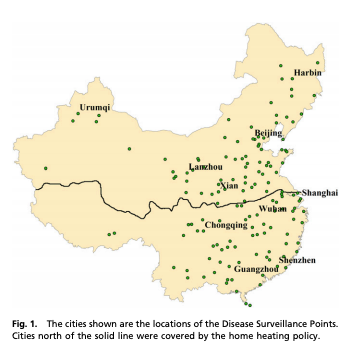 Harbin
Urumqi
Beijing
Lanzhou
Xian
Shanghai
Wuhan
Chongqing
Shenzhen
Guangzhou
Fig. 1. The cities shown are the locations of the Disease Surveillance Points.
Cities north of the solid line were covered by the home heating policy.